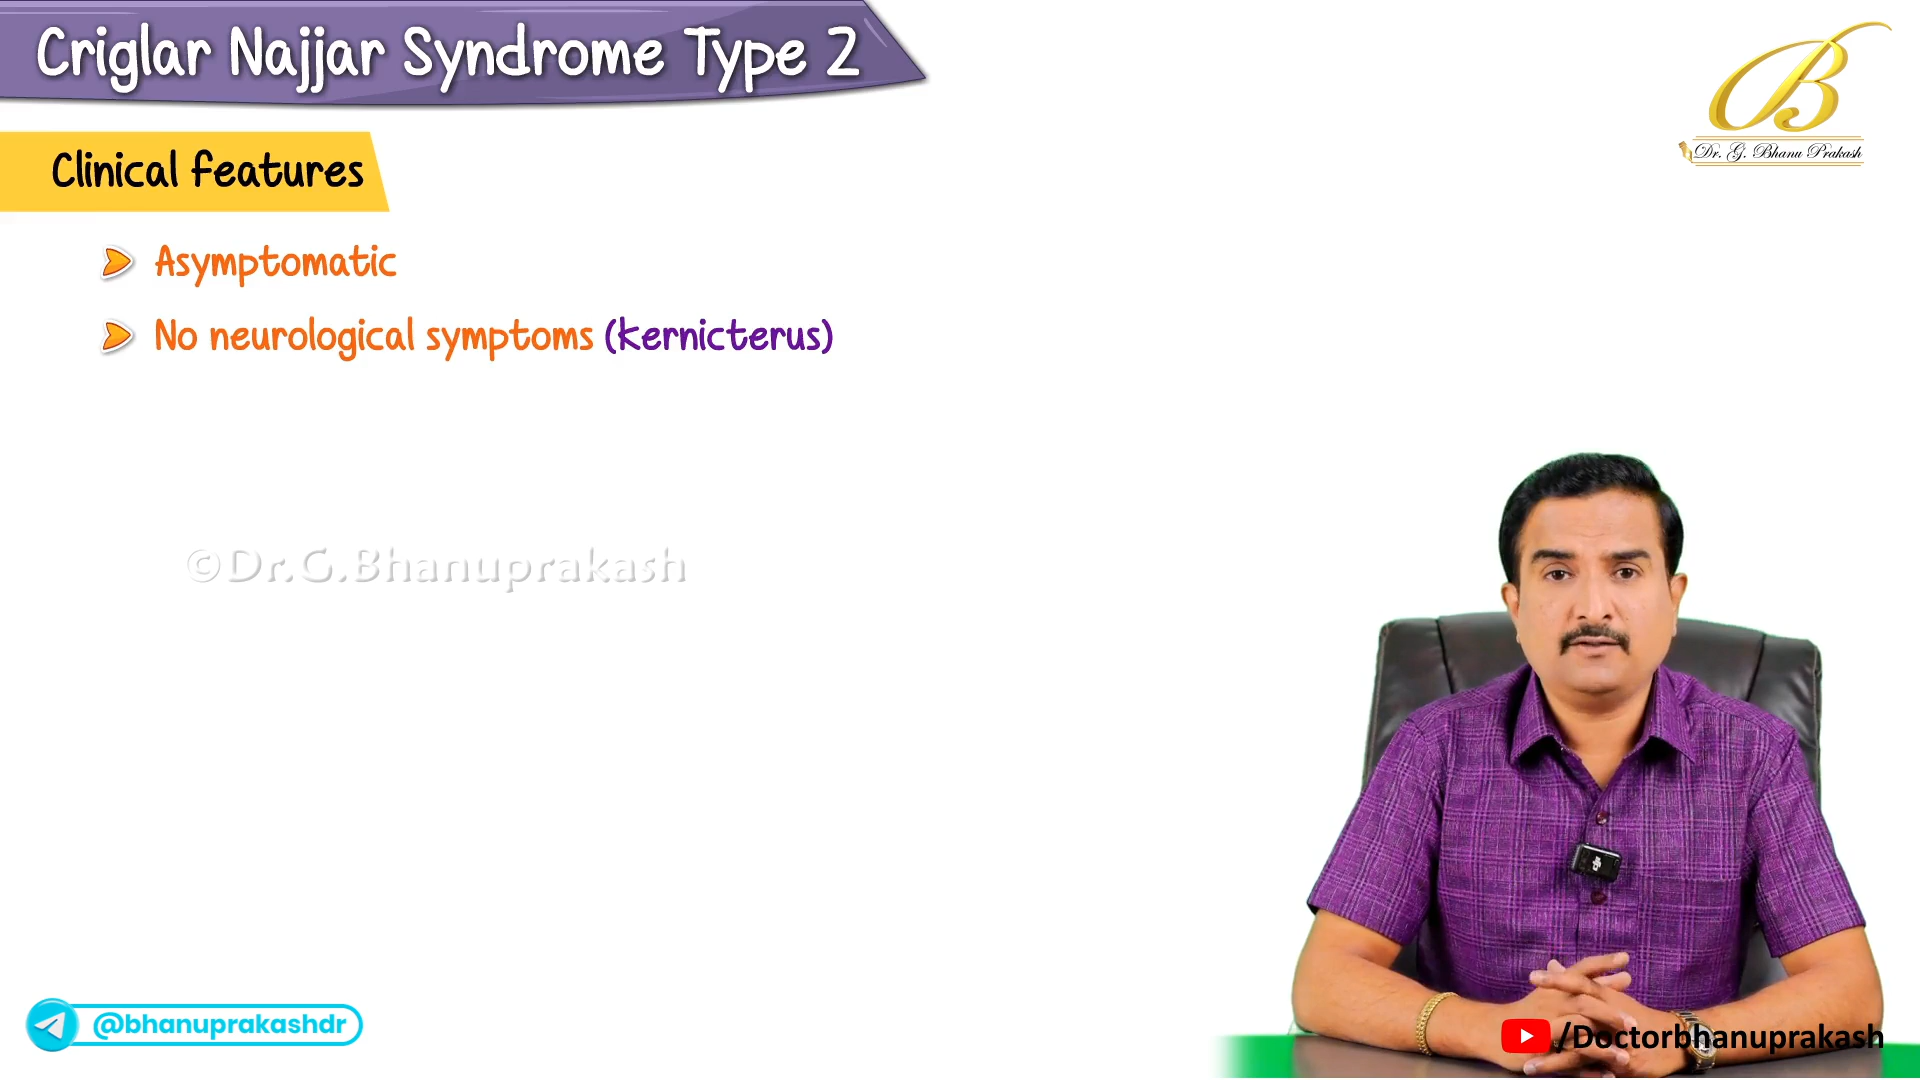 Criglar Najjar Syndrome Type 2
Dr. G. Bhanu Prakash
Clinical features
Asymptomatic
No neurological symptoms (kernicterus)
©Dr.G.Bhanuprakash
@bhanuprakashdr
/Doctorbhanuprakash